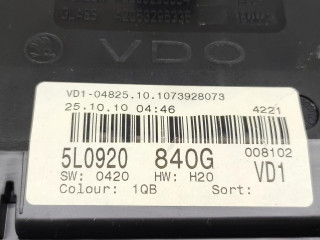 VDO
VD1-04825.10.1073928073
25.10.10 04:46 4221
5L0920 840G 008102
SW: 0420 HW: H20 VD1
Colour: 1QB Sort: